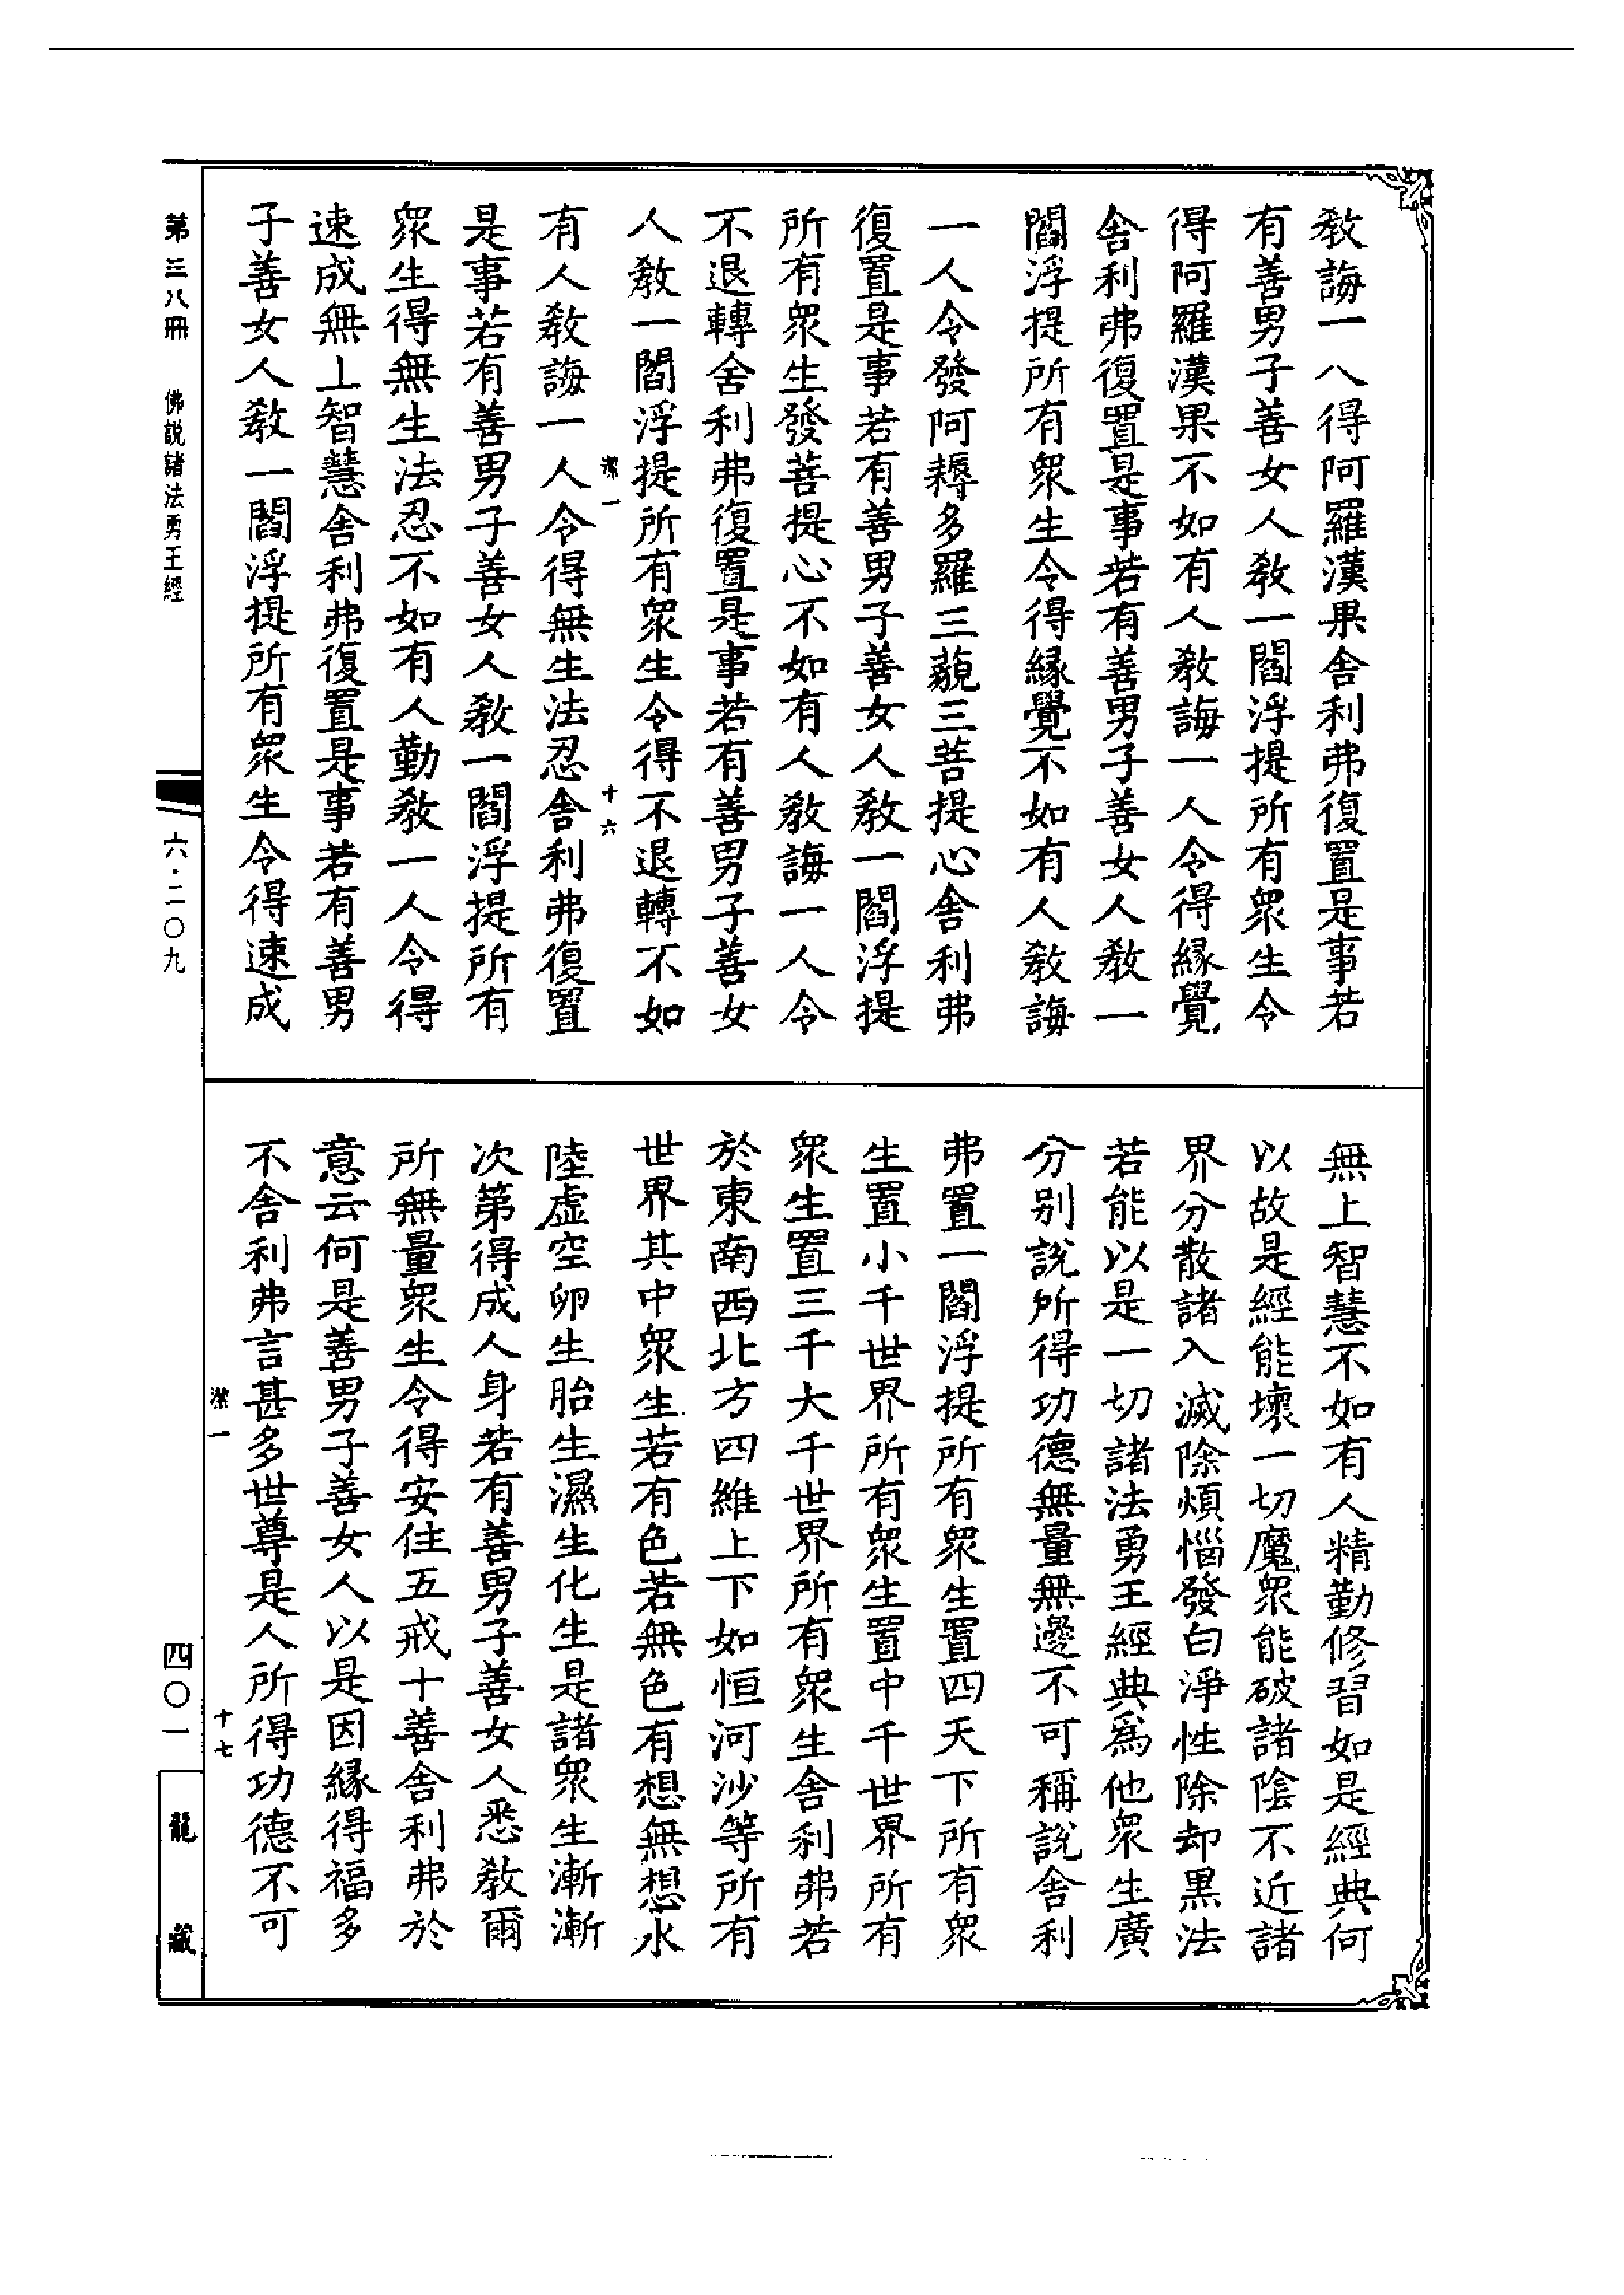 教誨一八得阿羅漢果舍利弗復置是事若
有善男子善女人教一閻浮提所有衆生令
得阿羅漢果不如有人教誨一人令得緣覺
舍利弗復置是事若有善男子善女人教一
閻浮提所有衆生令得緣覺不如有人教誨
一人令發阿耨多羅三藐三菩提心舍利弗
復置是事若有善男子善女人教一閻浮提
所有衆生發菩提心不如有人教誨一人令
不退轉舍利弗復置是事若有善男子善女
人教一閻浮提所有衆生令得不退轉不如
潔一 十六
有人教誨一人令得無生法忍舍利弗復置
是事若有善男子善女人教一閻浮提所有
衆生得無生法忍不如有人勤教一人令得
速成無上智慧舍利弗復置是事若有善男
子善女人教一閻浮提所有衆生令得速成
無上智慧不如有人精勤修習如是經典何
以故是經能壞一切魔衆能破諸陰不近諸
界分散諸入滅除煩惱發白淨性除却黑法
若能以是一切諸法勇王經典爲他衆生廣
分別說所得功德無量無邊不可稱說舍利
弗置一閻浮提所有衆生置四天下所有衆
生置小千世界所有衆生置中千世界所有
衆生置三千大千世界所有衆生舍利弗若
於東南西北方四維上下如恒河沙等所有
世界其中衆生若有色若無色有想無想水
陸虛空卵生胎生濕生化生是諸衆生漸漸
次第得成人身若有善男子善女人悉教爾
所無量衆生令得安住五戒十善舍利弗於
意云何是善男子善女人以是因緣得福多
不舍利弗言甚多世尊是人所得功德不可
潔一 十七
第三八冊 佛說諸法勇王經
六·二〇九
四〇一
龍藏